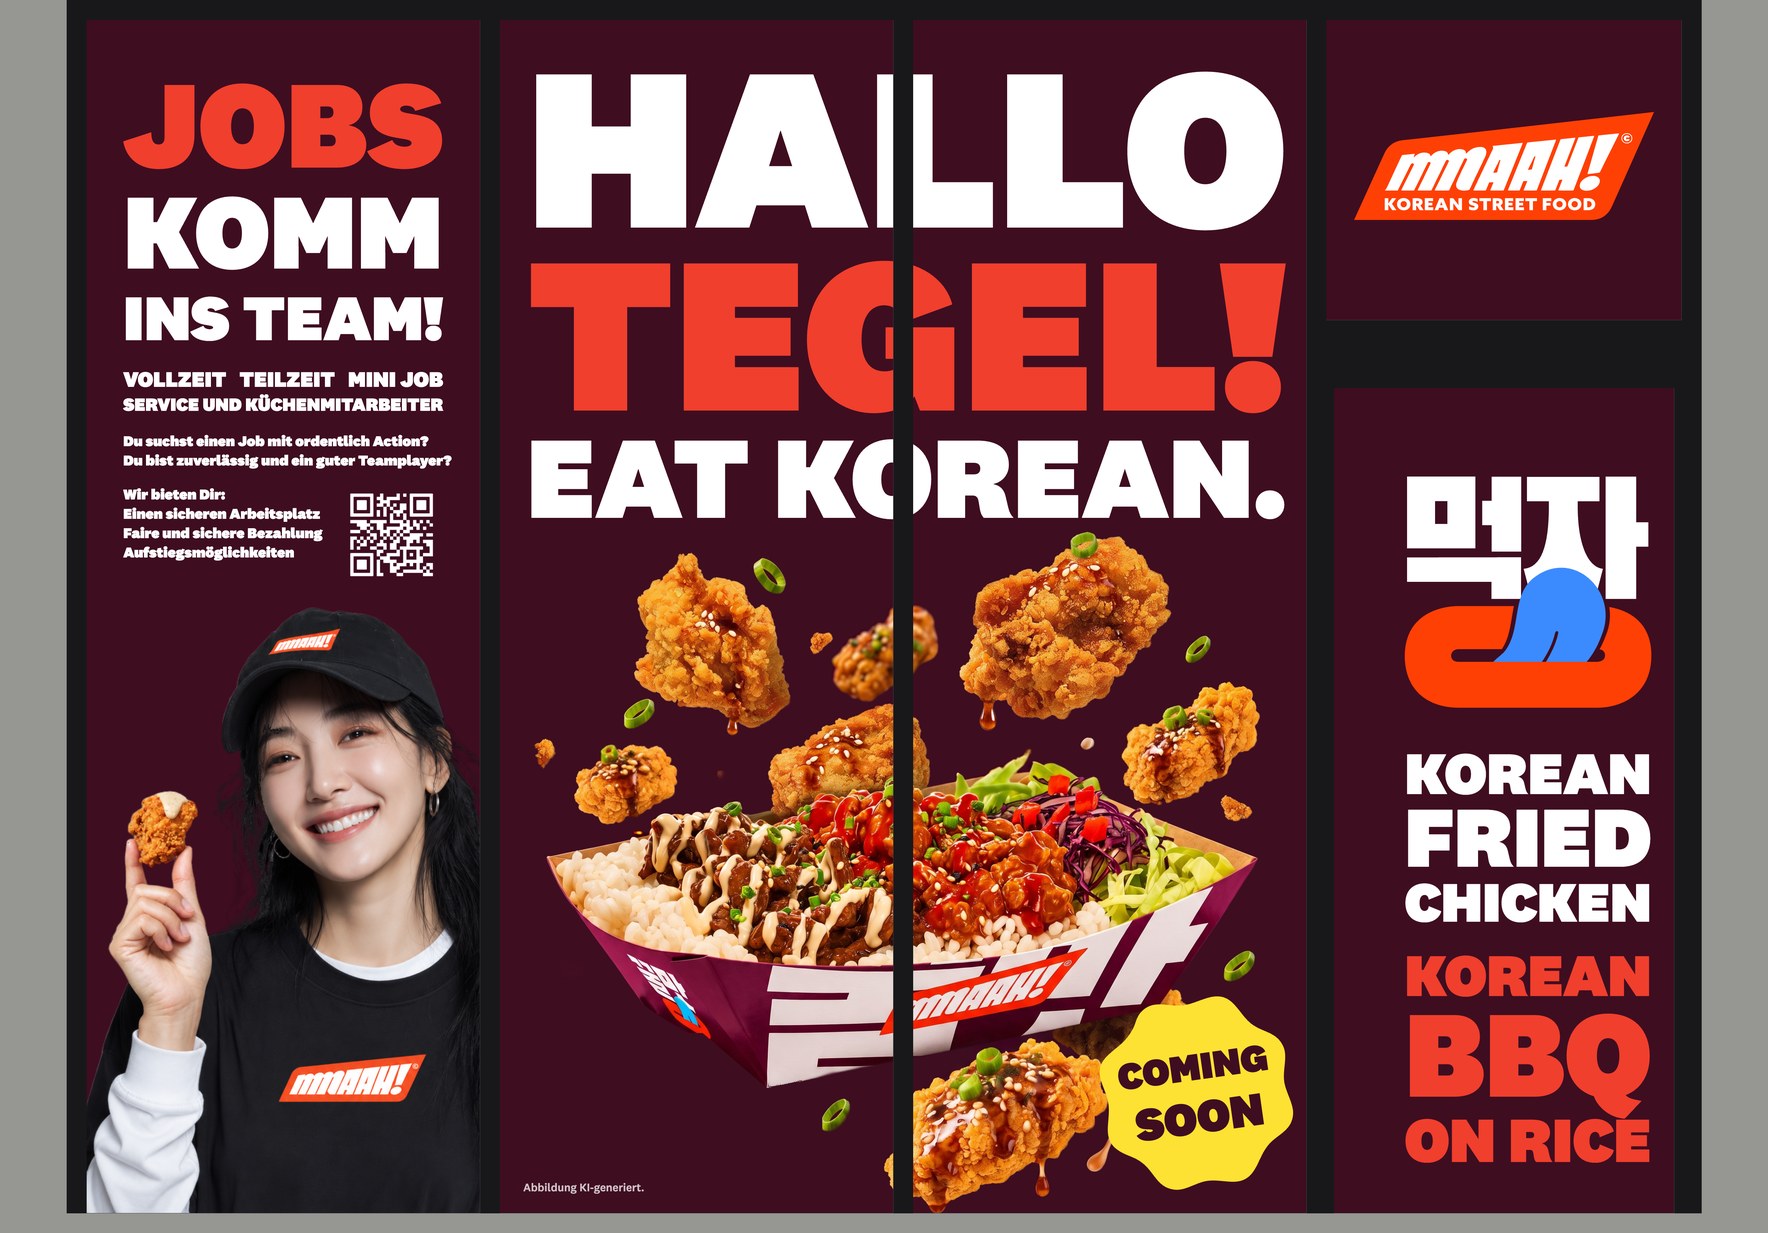 JOBS
KOMM
INS TEAM!
VOLLZEIT TEILZEIT MINI JOB
SERVICE UND KÜCHENMITARBEITER
Du suchst einen Job mit ordentlich Action?
Du bist zuverlässig und ein guter Teamplayer?
Wir bieten Dir:
Einen sicheren Arbeitsplatz
Faire und sichere Bezahlung
Aufstiegsmöglichkeiten
mmAAH!
mmAAH!
HALLO
TEGEL!
EAT KOREAN.
mmAAH!
COMING
SOON
Abbildung KI-generiert.
mmAAH! ©
KOREAN STREET FOOD
먹자
KOREAN
FRIED
CHICKEN
KOREAN
BBQ
ON RICE